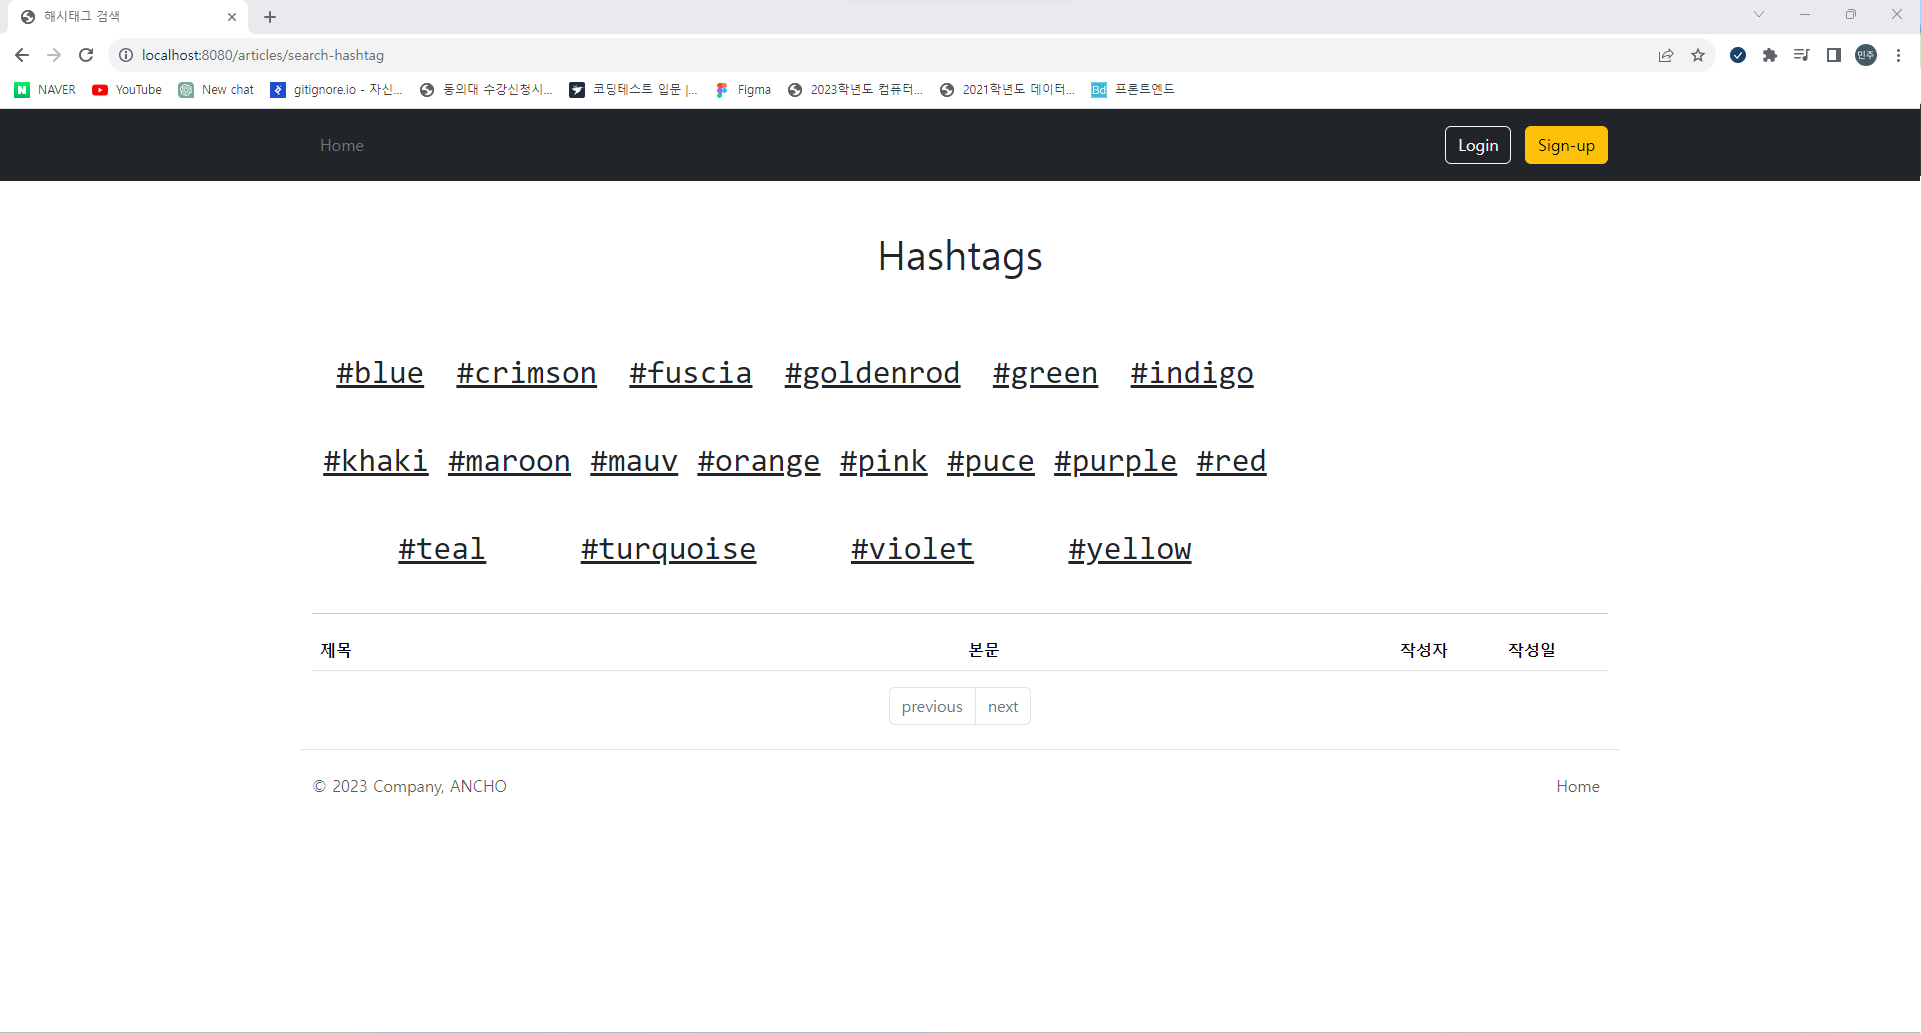 해시태그 검색
localhost:8080/articles/search-hashtag
민주
NAVER YouTube New chat gitignore.io - 자신... 동의대 수강신청시... 코딩테스트 입문 |... Figma 2023학년도 컴퓨터... 2021학년도 데이터... Bd 프론트엔드
Home Login Sign-up
Hashtags
#blue #crimson #fuscia #goldenrod #green #indigo
#khaki #maroon #mauv #orange #pink #puce #purple #red
#teal #turquoise #violet #yellow
제목 본문 작성자 작성일
previous next
© 2023 Company, ANCHO Home